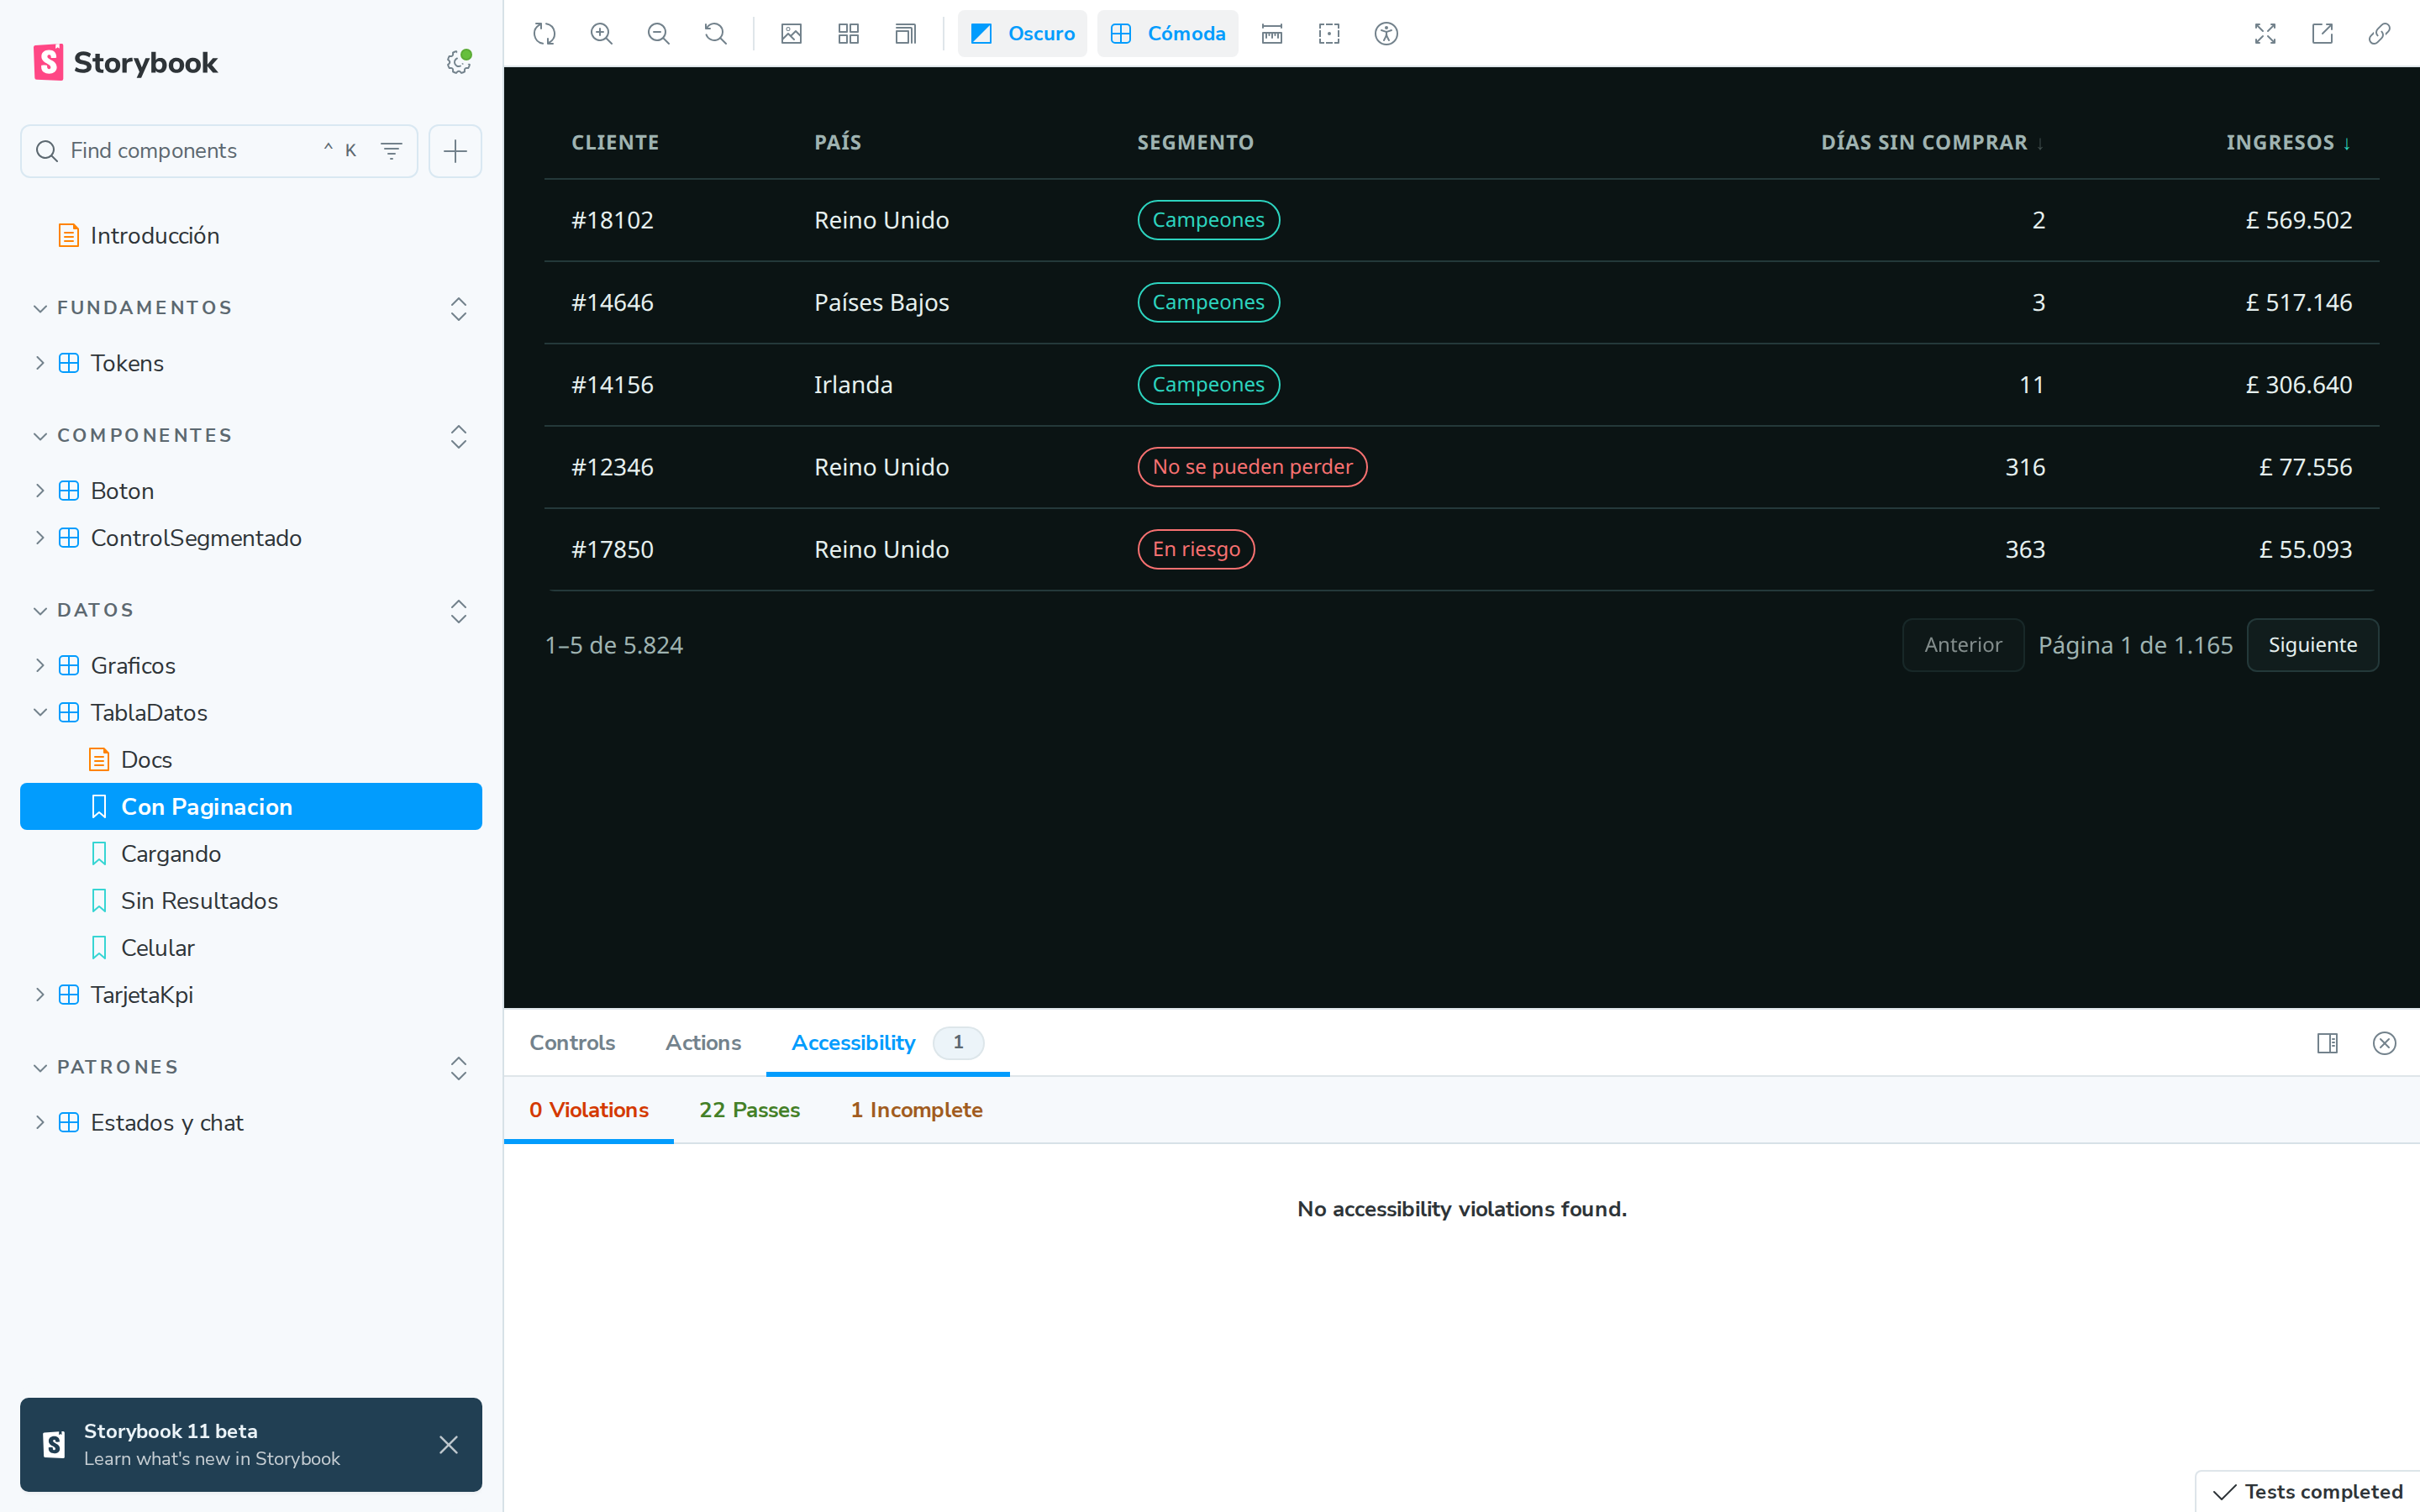 Storybook
Find components
^ K
Introducción
FUNDAMENTOS
Tokens
COMPONENTES
Boton
ControlSegmentado
DATOS
Graficos
TablaDatos
Docs
Con Paginacion
Cargando
Sin Resultados
Celular
TarjetaKpi
PATRONES
Estados y chat
Storybook 11 beta
Learn what's new in Storybook
Oscuro Cómoda
CLIENTE PAÍS SEGMENTO DÍAS SIN COMPRAR ↓ INGRESOS ↓
#18102 Reino Unido Campeones 2 £ 569.502
#14646 Países Bajos Campeones 3 £ 517.146
#14156 Irlanda Campeones 11 £ 306.640
#12346 Reino Unido No se pueden perder 316 £ 77.556
#17850 Reino Unido En riesgo 363 £ 55.093
1–5 de 5.824 Anterior Página 1 de 1.165 Siguiente
Controls Actions Accessibility 1
0 Violations 22 Passes 1 Incomplete
No accessibility violations found.
Tests completed